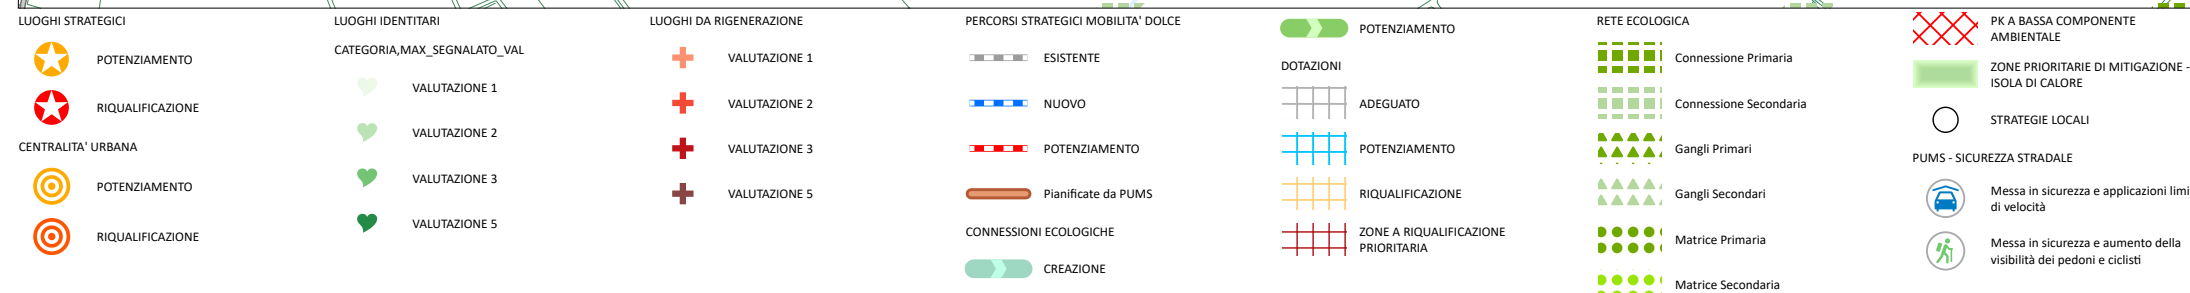 LUOGHI STRATEGICI
POTENZIAMENTO
RIQUALIFICAZIONE
CENTRALITA' URBANA
POTENZIAMENTO
RIQUALIFICAZIONE
LUOGHI IDENTITARI
CATEGORIA,MAX_SEGNALATO_VAL
VALUTAZIONE 1
VALUTAZIONE 2
VALUTAZIONE 3
VALUTAZIONE 5
LUOGHI DA RIGENERAZIONE
VALUTAZIONE 1
VALUTAZIONE 2
VALUTAZIONE 3
VALUTAZIONE 5
PERCORSI STRATEGICI MOBILITA' DOLCE
ESISTENTE
NUOVO
POTENZIAMENTO
Pianificate da PUMS
CONNESSIONI ECOLOGICHE
CREAZIONE
POTENZIAMENTO
DOTAZIONI
ADEGUATO
POTENZIAMENTO
RIQUALIFICAZIONE
ZONE A RIQUALIFICAZIONE
PRIORITARIA
RETE ECOLOGICA
Connessione Primaria
Connessione Secondaria
Gangli Primari
Gangli Secondari
Matrice Primaria
Matrice Secondaria
PK A BASSA COMPONENTE
AMBIENTALE
ZONE PRIORITARIE DI MITIGAZIONE -
ISOLA DI CALORE
STRATEGIE LOCALI
PUMS - SICUREZZA STRADALE
Messa in sicurezza e applicazioni limi
di velocità
Messa in sicurezza e aumento della
visibilità dei pedoni e ciclisti